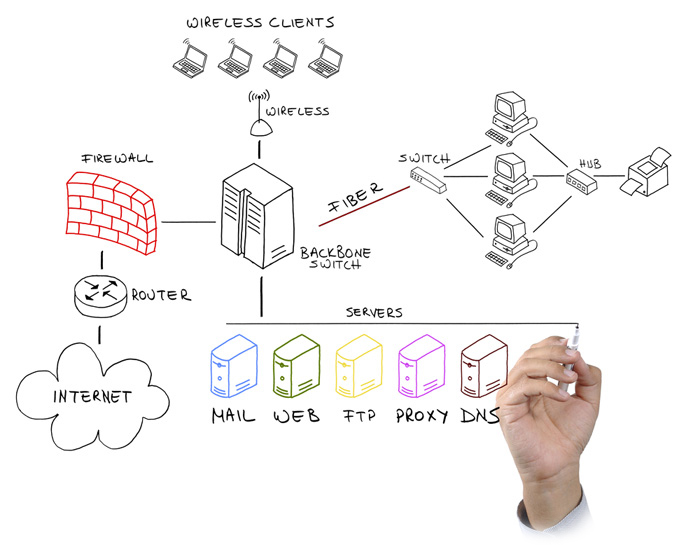 WIRELESS CLIENTS
WIRELESS
FIREWALL
SWITCH
HUB
FIBER
BACKBONE
SWITCH
ROUTER
SERVERS
INTERNET
MAIL
WEB
FTP
PROXY
DNS